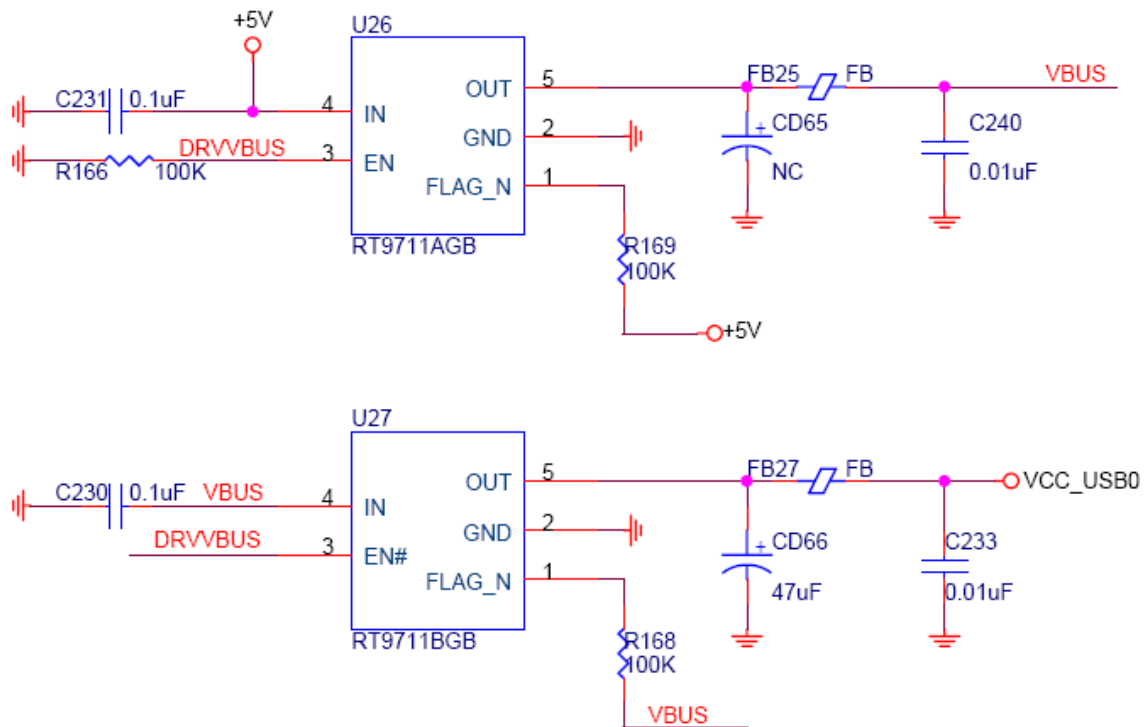 +5V
U26
C231
0.1uF
4
IN
OUT
5
FB25
FB
VBUS
GND
2
CD65
NC
C240
0.01uF
DRVVBUS
R166
100K
3
EN
FLAG_N
1
RT9711AGB
R169
100K
+5V
U27
C230
0.1uF
VBUS
4
IN
OUT
5
FB27
FB
VCC_USB0
GND
2
CD66
47uF
C233
0.01uF
DRVVBUS
3
EN#
FLAG_N
1
RT9711BGB
R168
100K
VBUS